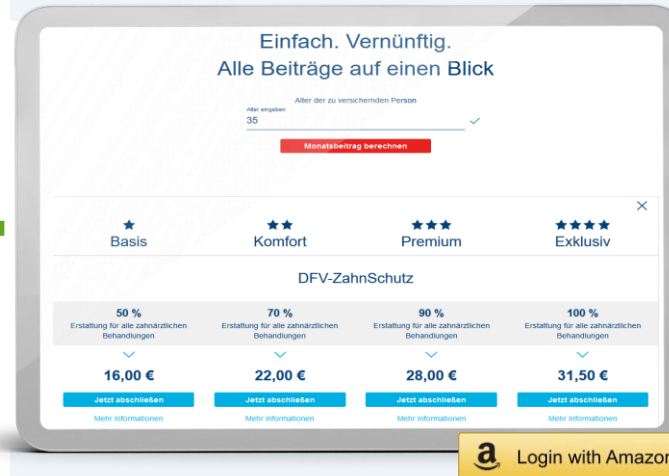 Einfach. Vernünftig.
Alle Beiträge auf einen Blick
Alter der zu versichernden Person
Alter eingeben
35
Monatsbeitrag berechnen
Basis
Komfort
Premium
Exklusiv
DFV-ZahnSchutz
50 %
Erstattung für alle zahnärztlichen
Behandlungen
70 %
Erstattung für alle zahnärztlichen
Behandlungen
90 %
Erstattung für alle zahnärztlichen
Behandlungen
100 %
Erstattung für alle zahnärztlichen
Behandlungen
16,00 €
22,00 €
28,00 €
31,50 €
Jetzt abschließen
Jetzt abschließen
Jetzt abschließen
Jetzt abschließen
Mehr Informationen
Mehr Informationen
Mehr Informationen
Mehr Informationen
a Login with Amazon